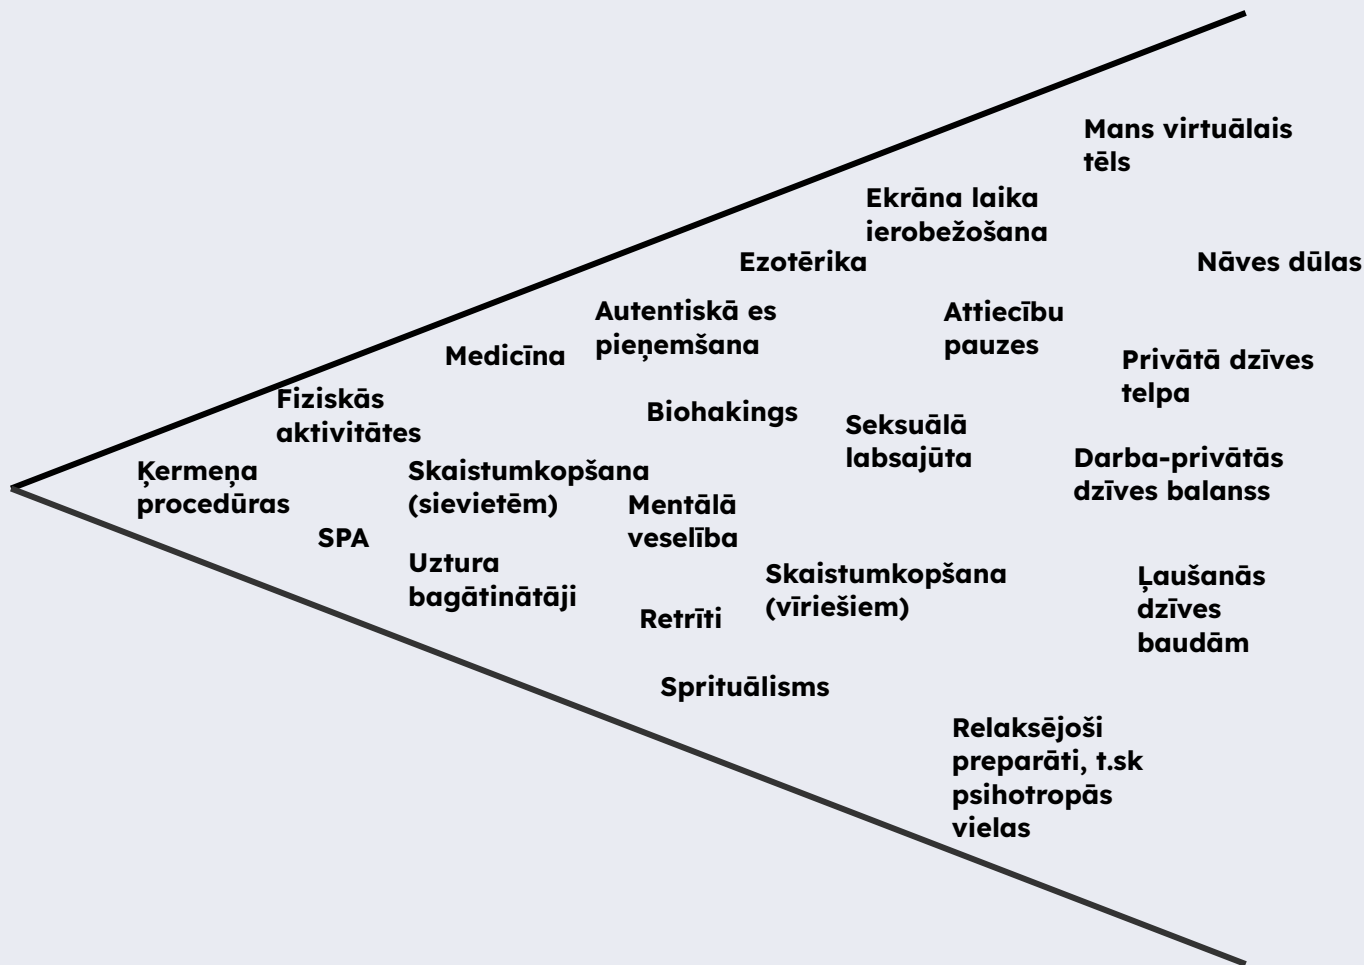 Mans virtuālais
tēls
Ekrāna laika
ierobežošana
Ezotērika
Nāves dūlas
Autentiskā es
pieņemšana
Attiecību
pauzes
Medicīna
Privātā dzīves
telpa
Fiziskās
aktivitātes
Biohakings
Seksuālā
labsajūta
Ķermeņa
procedūras
Skaistumkopšana
(sievietēm)
Darba-privātās
dzīves balanss
Mentālā
veselība
SPA
Uztura
bagātinātāji
Skaistumkopšana
(vīriešiem)
Ļaušanās
dzīves
baudām
Retrīti
Sprituālisms
Relaksējoši
preparāti, t.sk
psihotropās
vielas